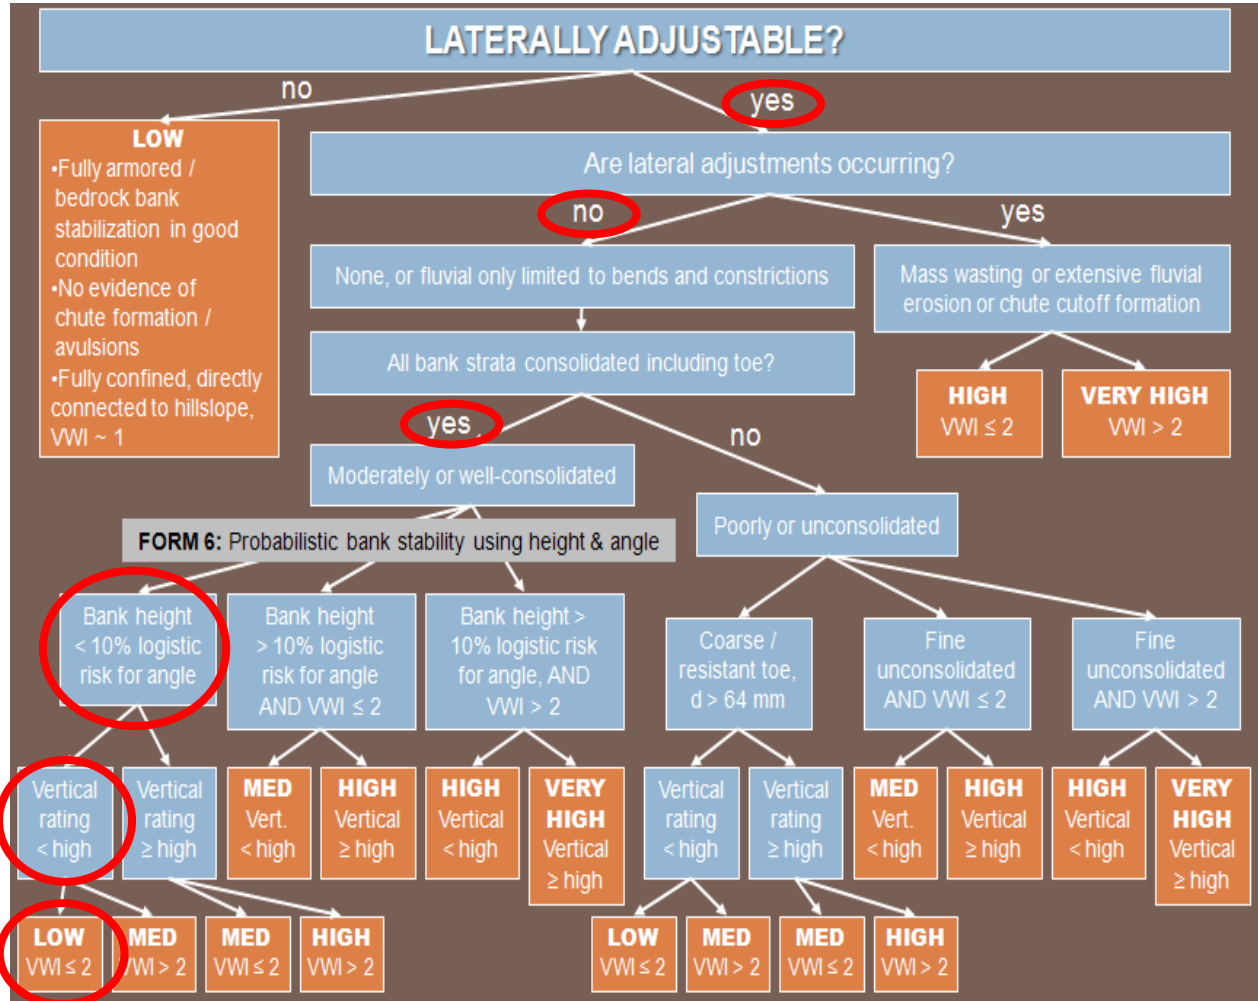 LATERALLY ADJUSTABLE?
no
yes
LOW
•Fully armored /
bedrock bank
stabilization in good
condition
•No evidence of
chute formation /
avulsions
•Fully confined, directly
connected to hillslope,
VWI ~ 1
Are lateral adjustments occurring?
no
yes
None, or fluvial only limited to bends and constrictions
Mass wasting or extensive fluvial
erosion or chute cutoff formation
All bank strata consolidated including toe?
HIGH
VWI ≤ 2
VERY HIGH
VWI > 2
yes
no
Moderately or well-consolidated
Poorly or unconsolidated
FORM 6: Probabilistic bank stability using height & angle
Bank height
< 10% logistic
risk for angle
Bank height
> 10% logistic
risk for angle
AND VWI ≤ 2
Bank height >
10% logistic risk
for angle, AND
VWI > 2
Coarse /
resistant toe,
d > 64 mm
Fine
unconsolidated
AND VWI ≤ 2
Fine
unconsolidated
AND VWI > 2
Vertical
rating
< high
Vertical
rating
≥ high
MED
Vert.
< high
HIGH
Vertical
≥ high
HIGH
Vertical
< high
VERY
HIGH
Vertical
≥ high
Vertical
rating
< high
Vertical
rating
≥ high
MED
Vert.
< high
HIGH
Vertical
≥ high
HIGH
Vertical
< high
VERY
HIGH
Vertical
≥ high
LOW
VWI ≤ 2
MED
VWI > 2
MED
VWI ≤ 2
HIGH
VWI > 2
LOW
VWI ≤ 2
MED
VWI > 2
MED
VWI ≤ 2
HIGH
VWI > 2